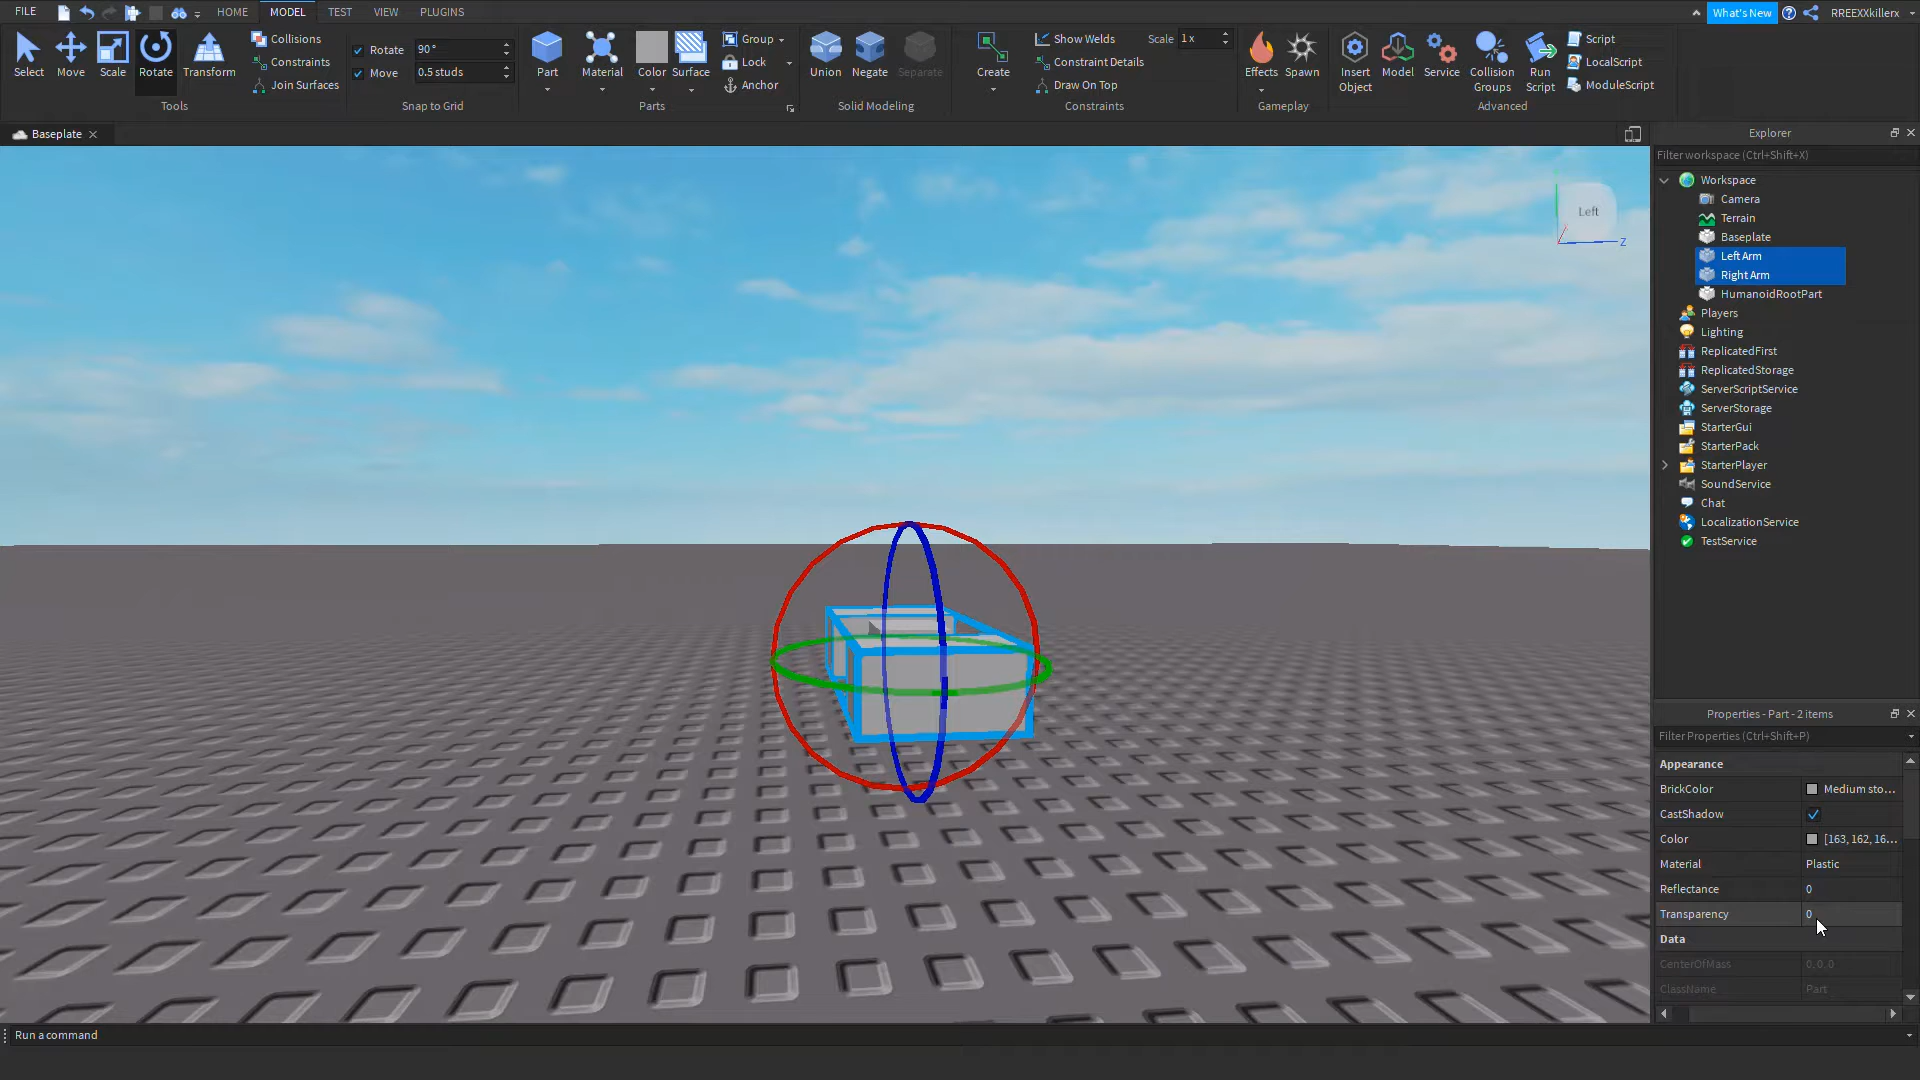 FILE HOME MODEL TEST VIEW PLUGINS What's New RREEXXkillerx
Select Move Scale Rotate Transform
Collisions
Constraints
Join Surfaces
Tools
Rotate 90°
Move 0.5 studs
Snap to Grid
Part Material Color Surface
Group
Lock
Anchor
Parts
Union Negate Separate
Solid Modeling
Create
Show Welds Scale 1x
Constraint Details
Draw On Top
Constraints
Effects Spawn
Gameplay
Insert Object Model Service Collision Groups Run Script
Script
LocalScript
ModuleScript
Advanced
Baseplate
Left
Z
Explorer
Filter workspace (Ctrl+Shift+X)
Workspace
Camera
Terrain
Baseplate
Left Arm
Right Arm
HumanoidRootPart
Players
Lighting
ReplicatedFirst
ReplicatedStorage
ServerScriptService
ServerStorage
StarterGui
StarterPack
StarterPlayer
SoundService
Chat
LocalizationService
TestService
Properties - Part - 2 items
Filter Properties (Ctrl+Shift+P)
Appearance
BrickColor Medium sto...
CastShadow
Color [163, 162, 16...
Material Plastic
Reflectance 0
Transparency 0
Data
CenterOfMass 0, 0, 0
ClassName Part
Run a command